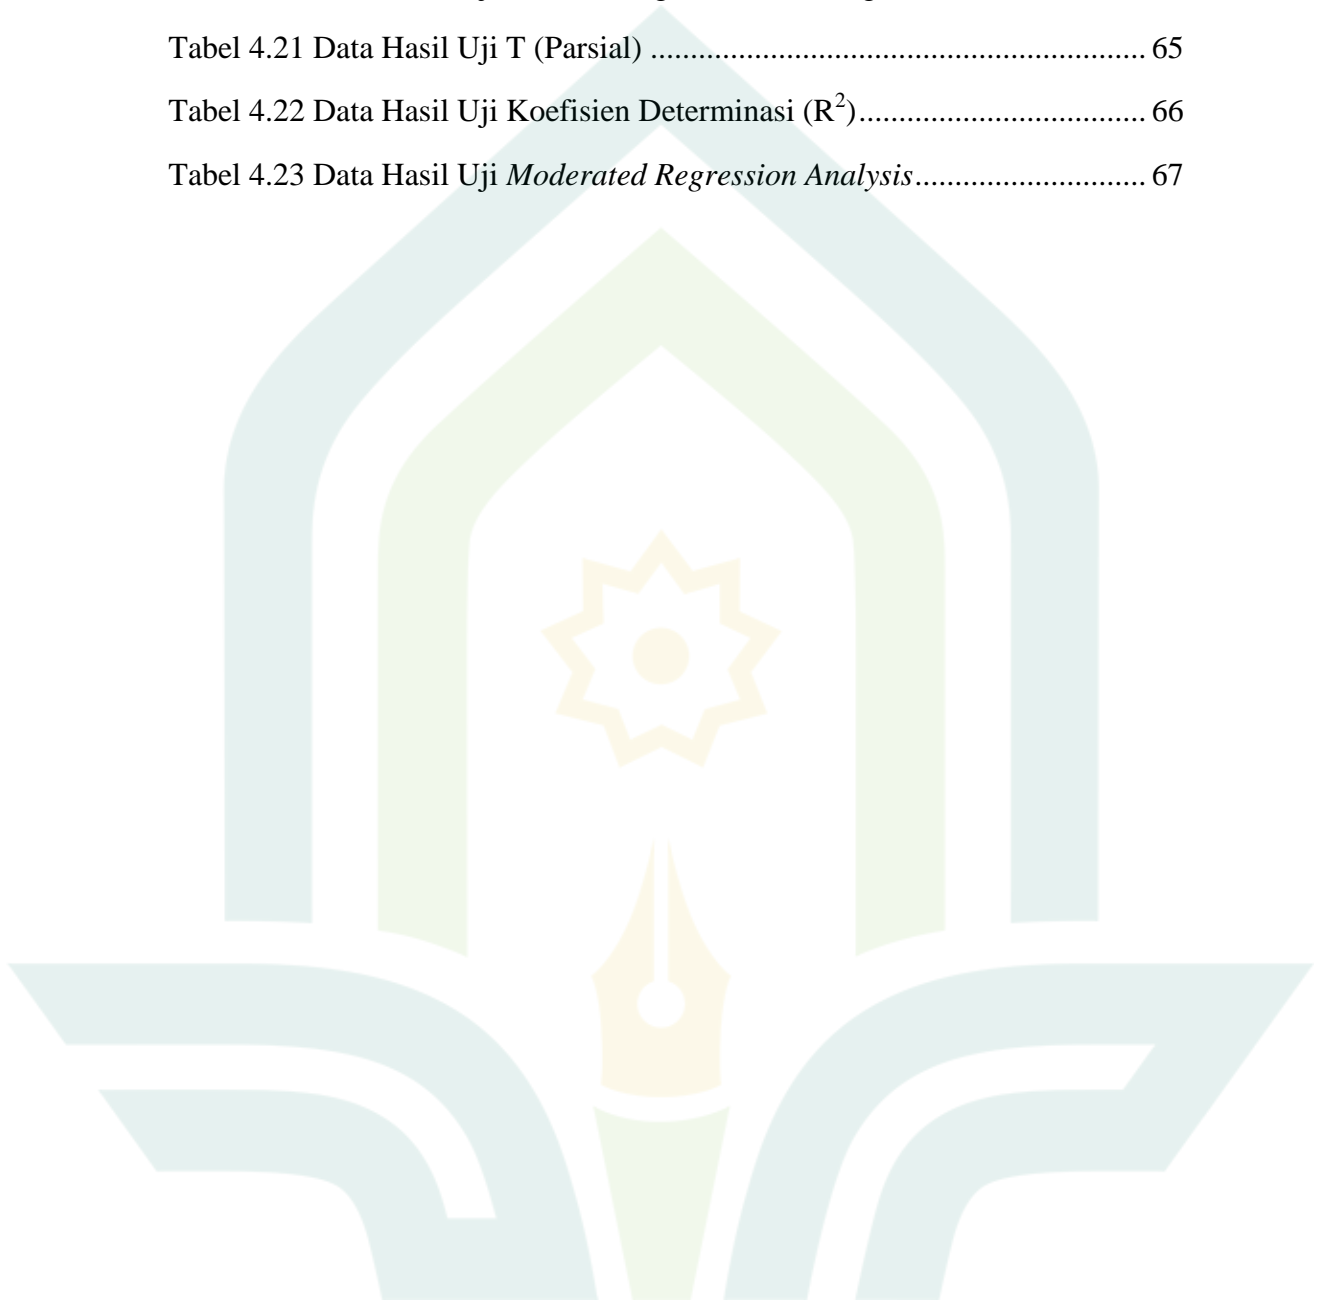 Tabel 4.21 Data Hasil Uji T (Parsial) ............................................................. 65
Tabel 4.22 Data Hasil Uji Koefisien Determinasi (R²)................................... 66
Tabel 4.23 Data Hasil Uji Moderated Regression Analysis............................ 67